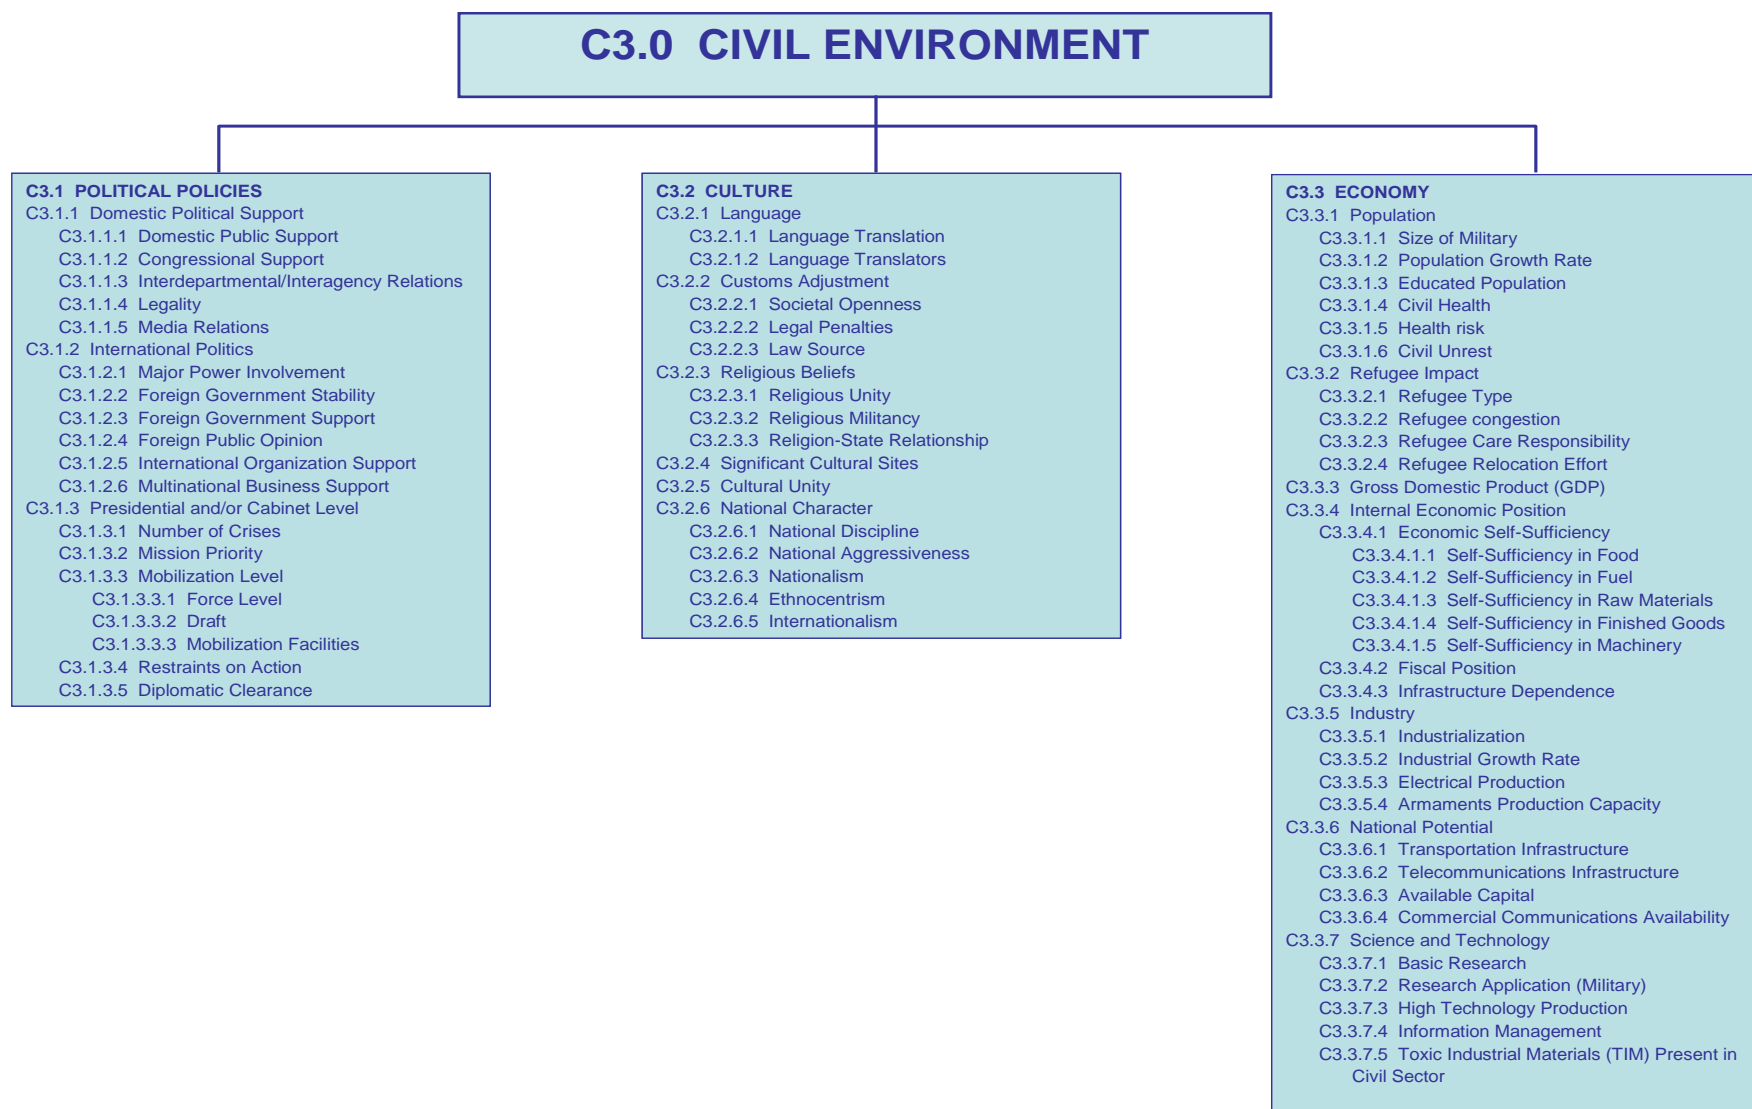 C3.0 CIVIL ENVIRONMENT
C3.1 POLITICAL POLICIES
C3.1.1 Domestic Political Support
C3.1.1.1 Domestic Public Support
C3.1.1.2 Congressional Support
C3.1.1.3 Interdepartmental/Interagency Relations
C3.1.1.4 Legality
C3.1.1.5 Media Relations
C3.1.2 International Politics
C3.1.2.1 Major Power Involvement
C3.1.2.2 Foreign Government Stability
C3.1.2.3 Foreign Government Support
C3.1.2.4 Foreign Public Opinion
C3.1.2.5 International Organization Support
C3.1.2.6 Multinational Business Support
C3.1.3 Presidential and/or Cabinet Level
C3.1.3.1 Number of Crises
C3.1.3.2 Mission Priority
C3.1.3.3 Mobilization Level
C3.1.3.3.1 Force Level
C3.1.3.3.2 Draft
C3.1.3.3.3 Mobilization Facilities
C3.1.3.4 Restraints on Action
C3.1.3.5 Diplomatic Clearance
C3.2 CULTURE
C3.2.1 Language
C3.2.1.1 Language Translation
C3.2.1.2 Language Translators
C3.2.2 Customs Adjustment
C3.2.2.1 Societal Openness
C3.2.2.2 Legal Penalties
C3.2.2.3 Law Source
C3.2.3 Religious Beliefs
C3.2.3.1 Religious Unity
C3.2.3.2 Religious Militancy
C3.2.3.3 Religion-State Relationship
C3.2.4 Significant Cultural Sites
C3.2.5 Cultural Unity
C3.2.6 National Character
C3.2.6.1 National Discipline
C3.2.6.2 National Aggressiveness
C3.2.6.3 Nationalism
C3.2.6.4 Ethnocentrism
C3.2.6.5 Internationalism
C3.3 ECONOMY
C3.3.1 Population
C3.3.1.1 Size of Military
C3.3.1.2 Population Growth Rate
C3.3.1.3 Educated Population
C3.3.1.4 Civil Health
C3.3.1.5 Health risk
C3.3.1.6 Civil Unrest
C3.3.2 Refugee Impact
C3.3.2.1 Refugee Type
C3.3.2.2 Refugee congestion
C3.3.2.3 Refugee Care Responsibility
C3.3.2.4 Refugee Relocation Effort
C3.3.3 Gross Domestic Product (GDP)
C3.3.4 Internal Economic Position
C3.3.4.1 Economic Self-Sufficiency
C3.3.4.1.1 Self-Sufficiency in Food
C3.3.4.1.2 Self-Sufficiency in Fuel
C3.3.4.1.3 Self-Sufficiency in Raw Materials
C3.3.4.1.4 Self-Sufficiency in Finished Goods
C3.3.4.1.5 Self-Sufficiency in Machinery
C3.3.4.2 Fiscal Position
C3.3.4.3 Infrastructure Dependence
C3.3.5 Industry
C3.3.5.1 Industrialization
C3.3.5.2 Industrial Growth Rate
C3.3.5.3 Electrical Production
C3.3.5.4 Armaments Production Capacity
C3.3.6 National Potential
C3.3.6.1 Transportation Infrastructure
C3.3.6.2 Telecommunications Infrastructure
C3.3.6.3 Available Capital
C3.3.6.4 Commercial Communications Availability
C3.3.7 Science and Technology
C3.3.7.1 Basic Research
C3.3.7.2 Research Application (Military)
C3.3.7.3 High Technology Production
C3.3.7.4 Information Management
C3.3.7.5 Toxic Industrial Materials (TIM) Present in
Civil Sector